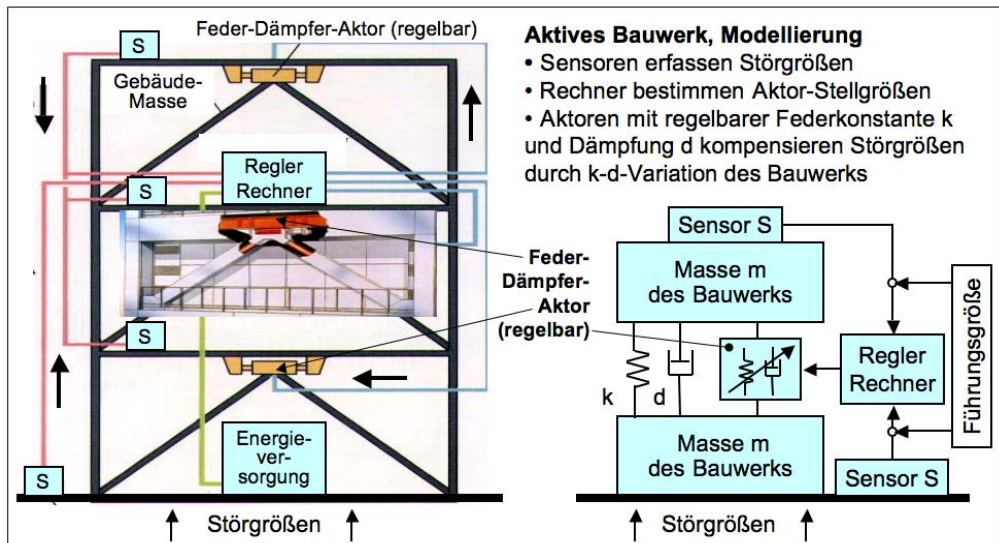 Feder-Dämpfer-Aktor (regelbar)
S
Gebäude-
Masse
Regler
Rechner
S
Feder-
Dämpfer-
Aktor
(regelbar)
S
Energie-
ver-
sorgung
S
Störgrößen
Aktives Bauwerk, Modellierung
• Sensoren erfassen Störgrößen
• Rechner bestimmen Aktor-Stellgrößen
• Aktoren mit regelbarer Federkonstante k
und Dämpfung d kompensieren Störgrößen
durch k-d-Variation des Bauwerks
Sensor S
Masse m
des Bauwerks
k d
Regler
Rechner
Führungsgröße
Masse m
des Bauwerks
Sensor S
Störgrößen